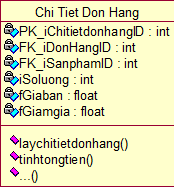 Chi Tiet Don Hang
PK_iChitietdonhangID : int
FK_iDonHangID : int
FK_iSanphamID : int
iSoluong : int
fGiaban : float
fGiamgia : float
laychitietdonhang()
tinhtongtien()
...()